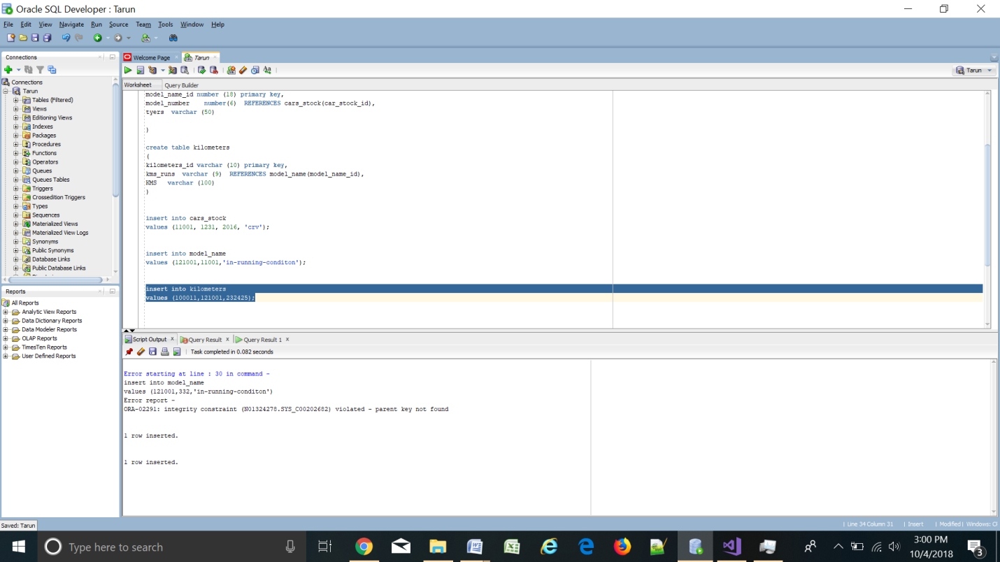 Oracle SQL Developer : Tarun
File Edit View Navigate Run Source Team Tools Window Help
Connections
Welcome Page
Tarun
Tarun
Worksheet Query Builder
Connections
Tarun
Tables (Filtered)
Views
Editioning Views
Indexes
Packages
Procedures
Functions
Operators
Queues
Queues Tables
Triggers
Crossedition Triggers
Types
Sequences
Materialized Views
Materialized View Logs
Synonyms
Public Synonyms
Database Links
Public Database Links
model_name_id number (18) primary key,
model_number number(6) REFERENCES cars_stock(car_stock_id),
tyers varchar (50)
)
create table kilometers
(
kilometers_id varchar (10) primary key,
kms_runs varchar (9) REFERENCES model_name(model_name_id),
KMS varchar (100)
)
insert into cars_stock
values (11001, 1231, 2016, 'crv');
insert into model_name
values (121001,11001,'in-running-conditon');
insert into kilometers
values (100011,121001,232425);
Reports
All Reports
Analytic View Reports
Data Dictionary Reports
Data Modeler Reports
OLAP Reports
TimesTen Reports
User Defined Reports
Script Output x Query Result x Query Result 1 x
Task completed in 0.082 seconds
Error starting at line : 30 in command -
insert into model_name
values (121001,332,'in-running-conditon')
Error report -
ORA-02291: integrity constraint (N01324278.SYS_C00202682) violated - parent key not found
1 row inserted.
1 row inserted.
Saved: Tarun
Line 34 Column 31 | Insert | Modified | Windows: Cl
Type here to search
3:00 PM
10/4/2018
3